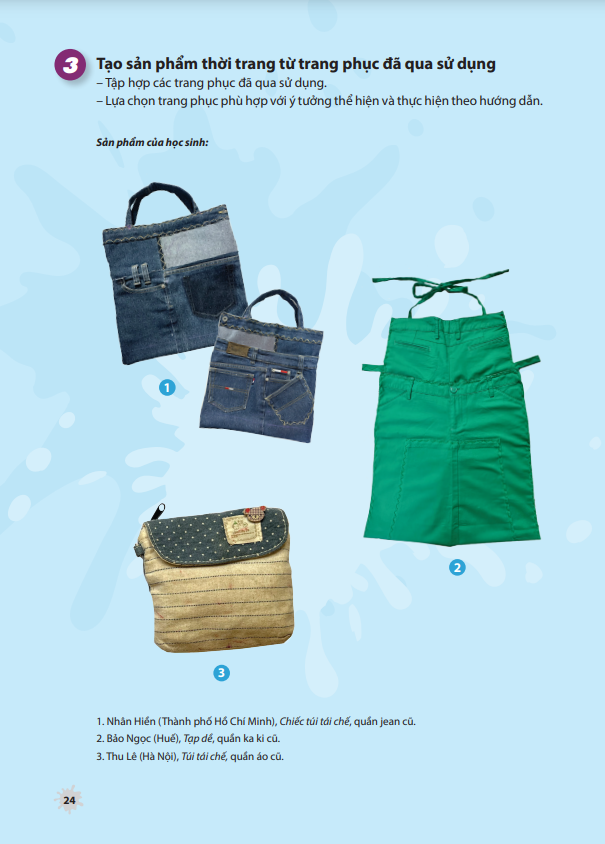 3 Tạo sản phẩm thời trang từ trang phục đã qua sử dụng
– Tập hợp các trang phục đã qua sử dụng.
– Lựa chọn trang phục phù hợp với ý tưởng thể hiện và thực hiện theo hướng dẫn.
Sản phẩm của học sinh:
1
2
3
1. Nhân Hiền (Thành phố Hồ Chí Minh), Chiếc túi tái chế, quần jean cũ.
2. Bảo Ngọc (Huế), Tạp dề, quần ka ki cũ.
3. Thu Lê (Hà Nội), Túi tái chế, quần áo cũ.
24